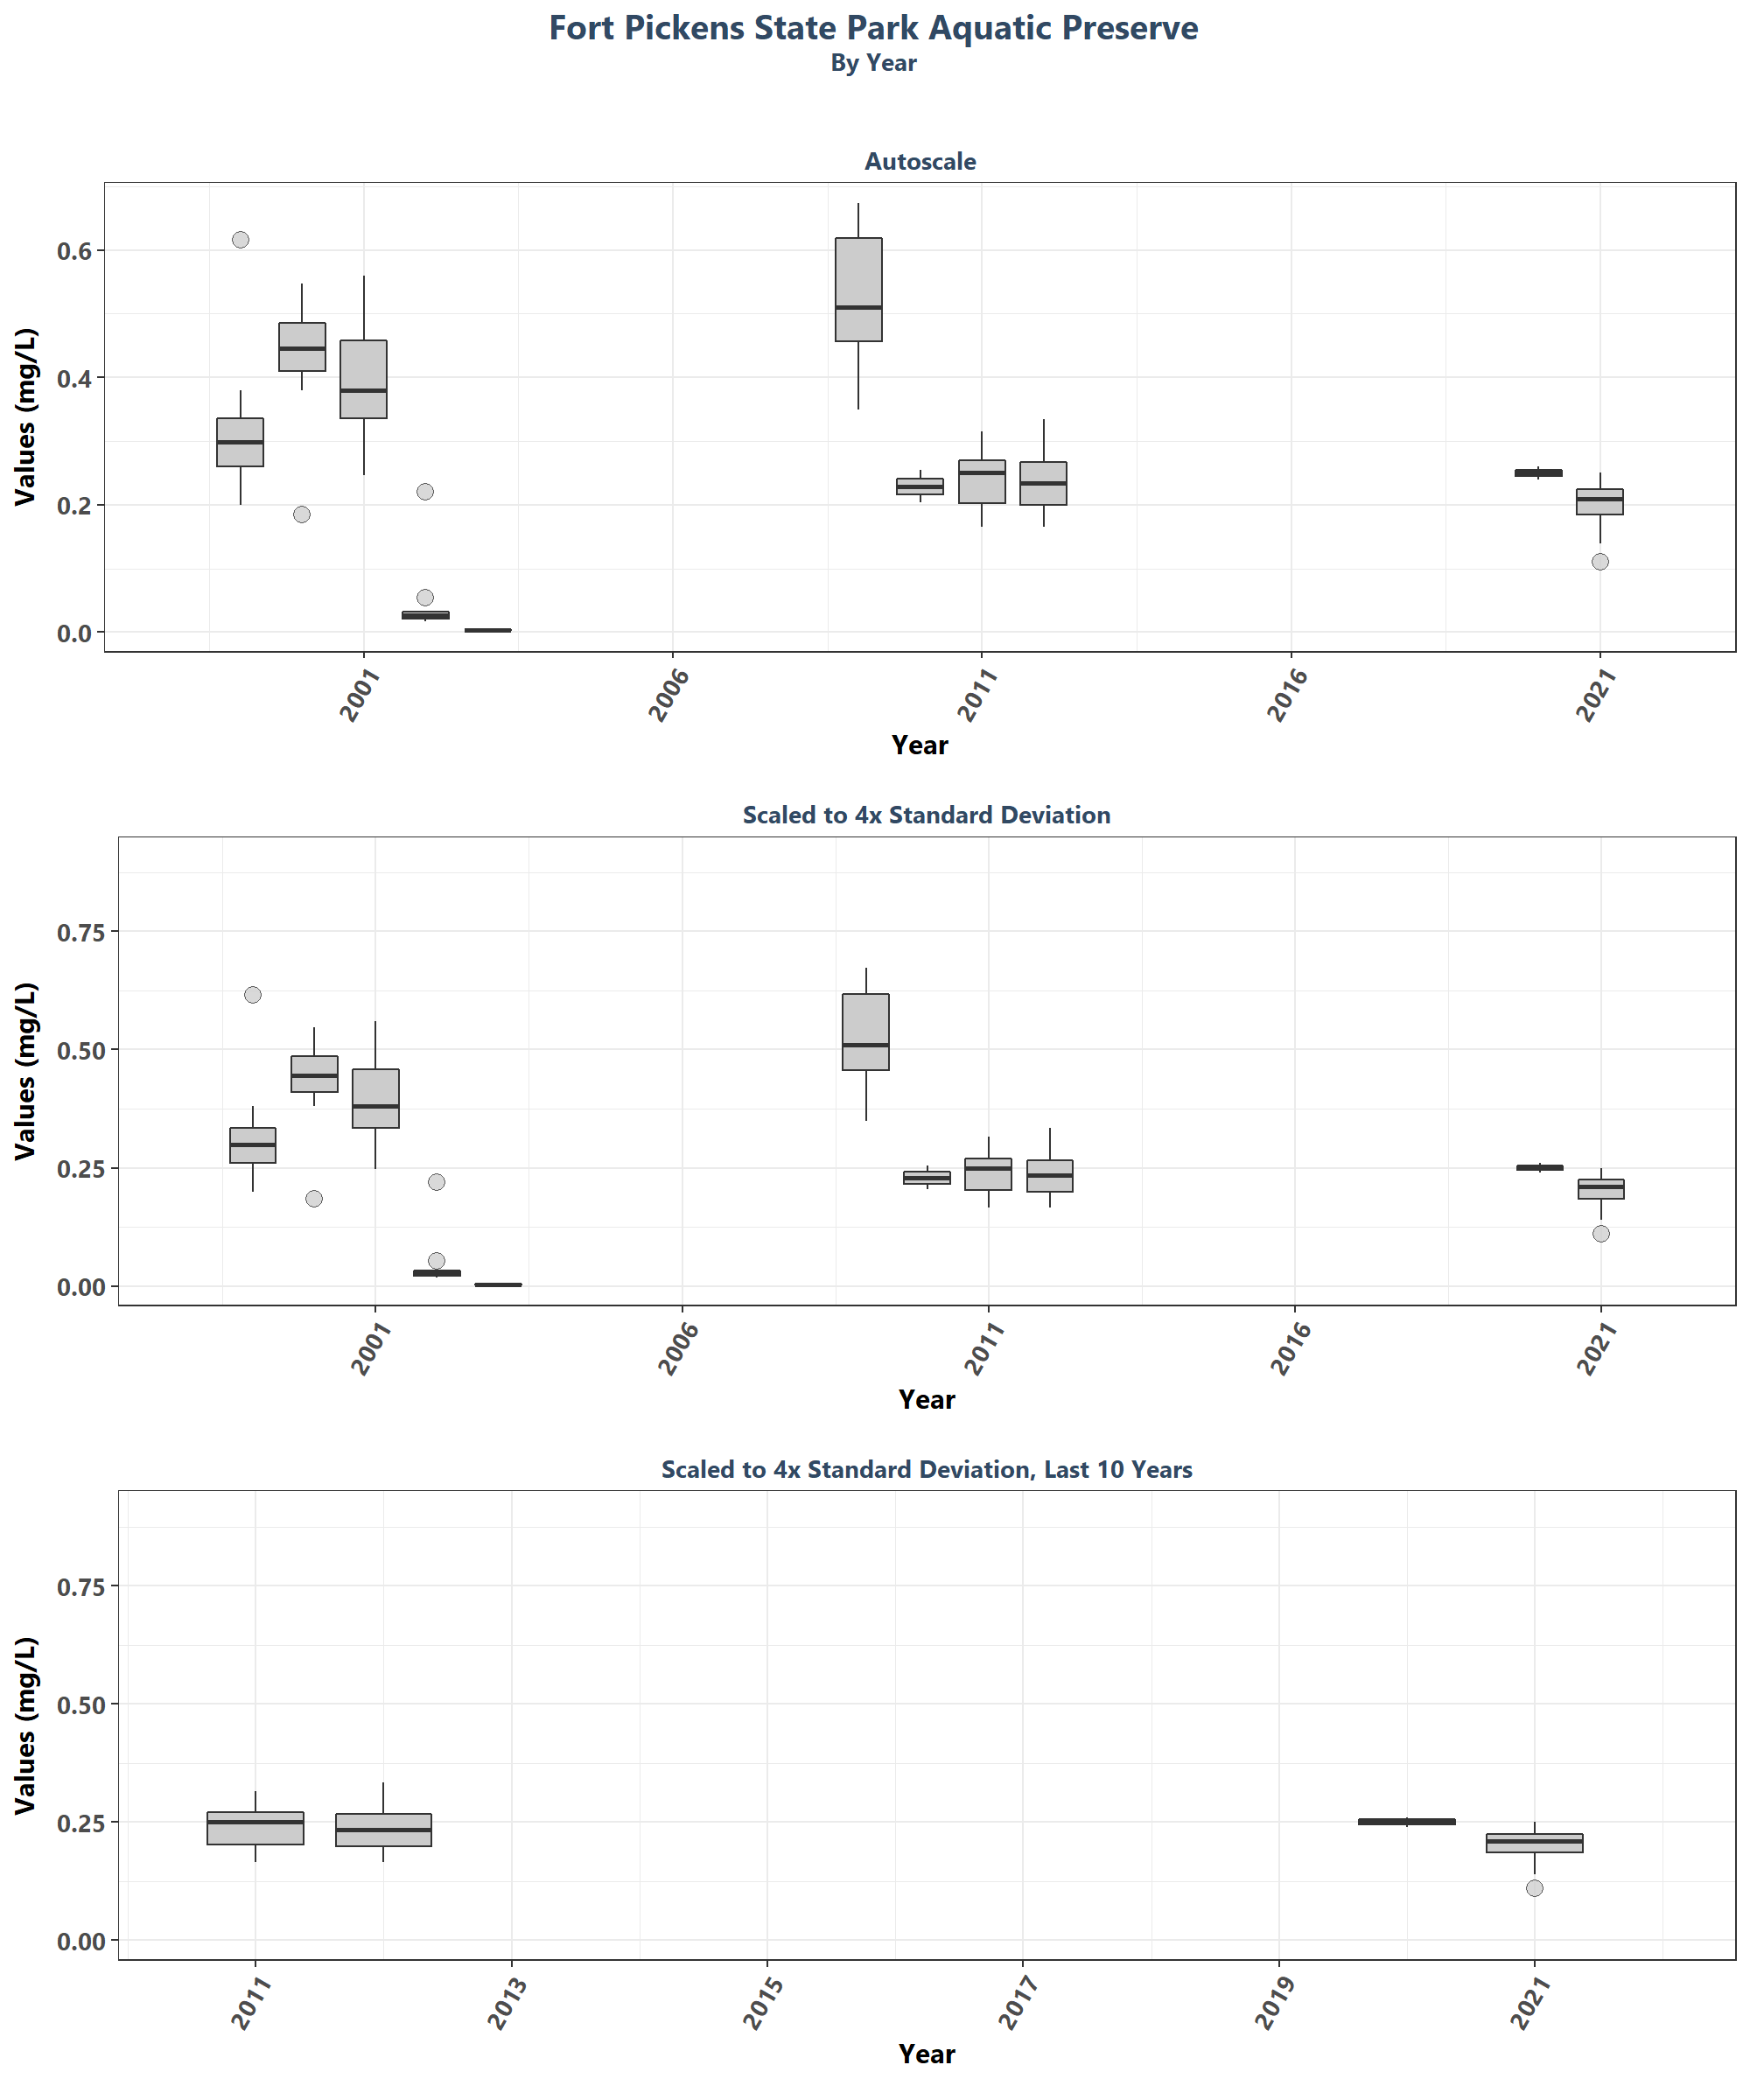 Fort Pickens State Park Aquatic Preserve
By Year
Autoscale
Values (mg/L)
0.6
0.4
0.2
0.0
2001 2006 2011 2016 2021
Year
Scaled to 4x Standard Deviation
Values (mg/L)
0.75
0.50
0.25
0.00
2001 2006 2011 2016 2021
Year
Scaled to 4x Standard Deviation, Last 10 Years
Values (mg/L)
0.75
0.50
0.25
0.00
2011 2013 2015 2017 2019 2021
Year